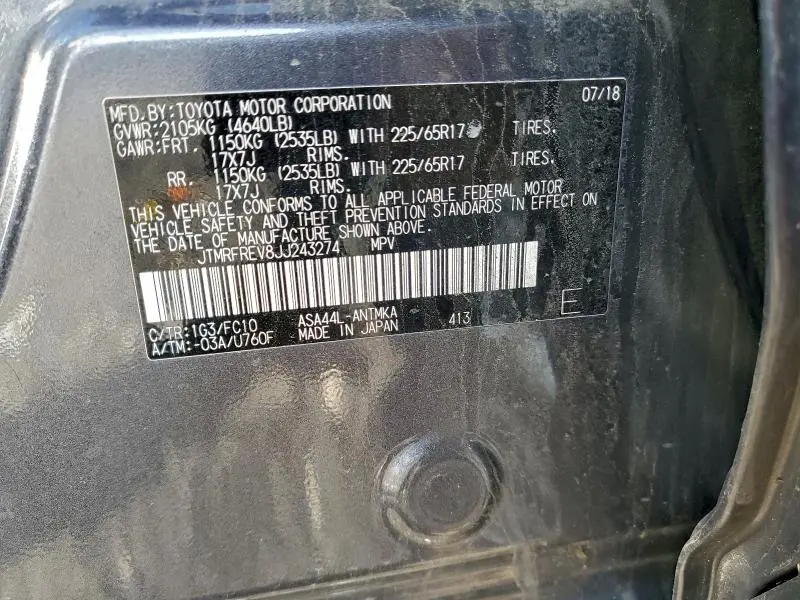 MFD.BY:TOYOTA MOTOR CORPORATION 07/18
GVWR:2105KG (4640LB)
GAWR:FRT. 1150KG (2535LB) WITH 225/65R17 TIRES.
17X7J RIMS.
RR. 1150KG (2535LB) WITH 225/65R17 TIRES.
17X7J RIMS.
THIS VEHICLE CONFORMS TO ALL APPLICABLE FEDERAL MOTOR
VEHICLE SAFETY AND THEFT PREVENTION STANDARDS IN EFFECT ON
THE DATE OF MANUFACTURE SHOWN ABOVE.
JTMRFREV8JJ243274 MPV
C/TR:1G3/FC10 ASA44L-ANTMKA 413 E
A/TM:-03A/U760F MADE IN JAPAN